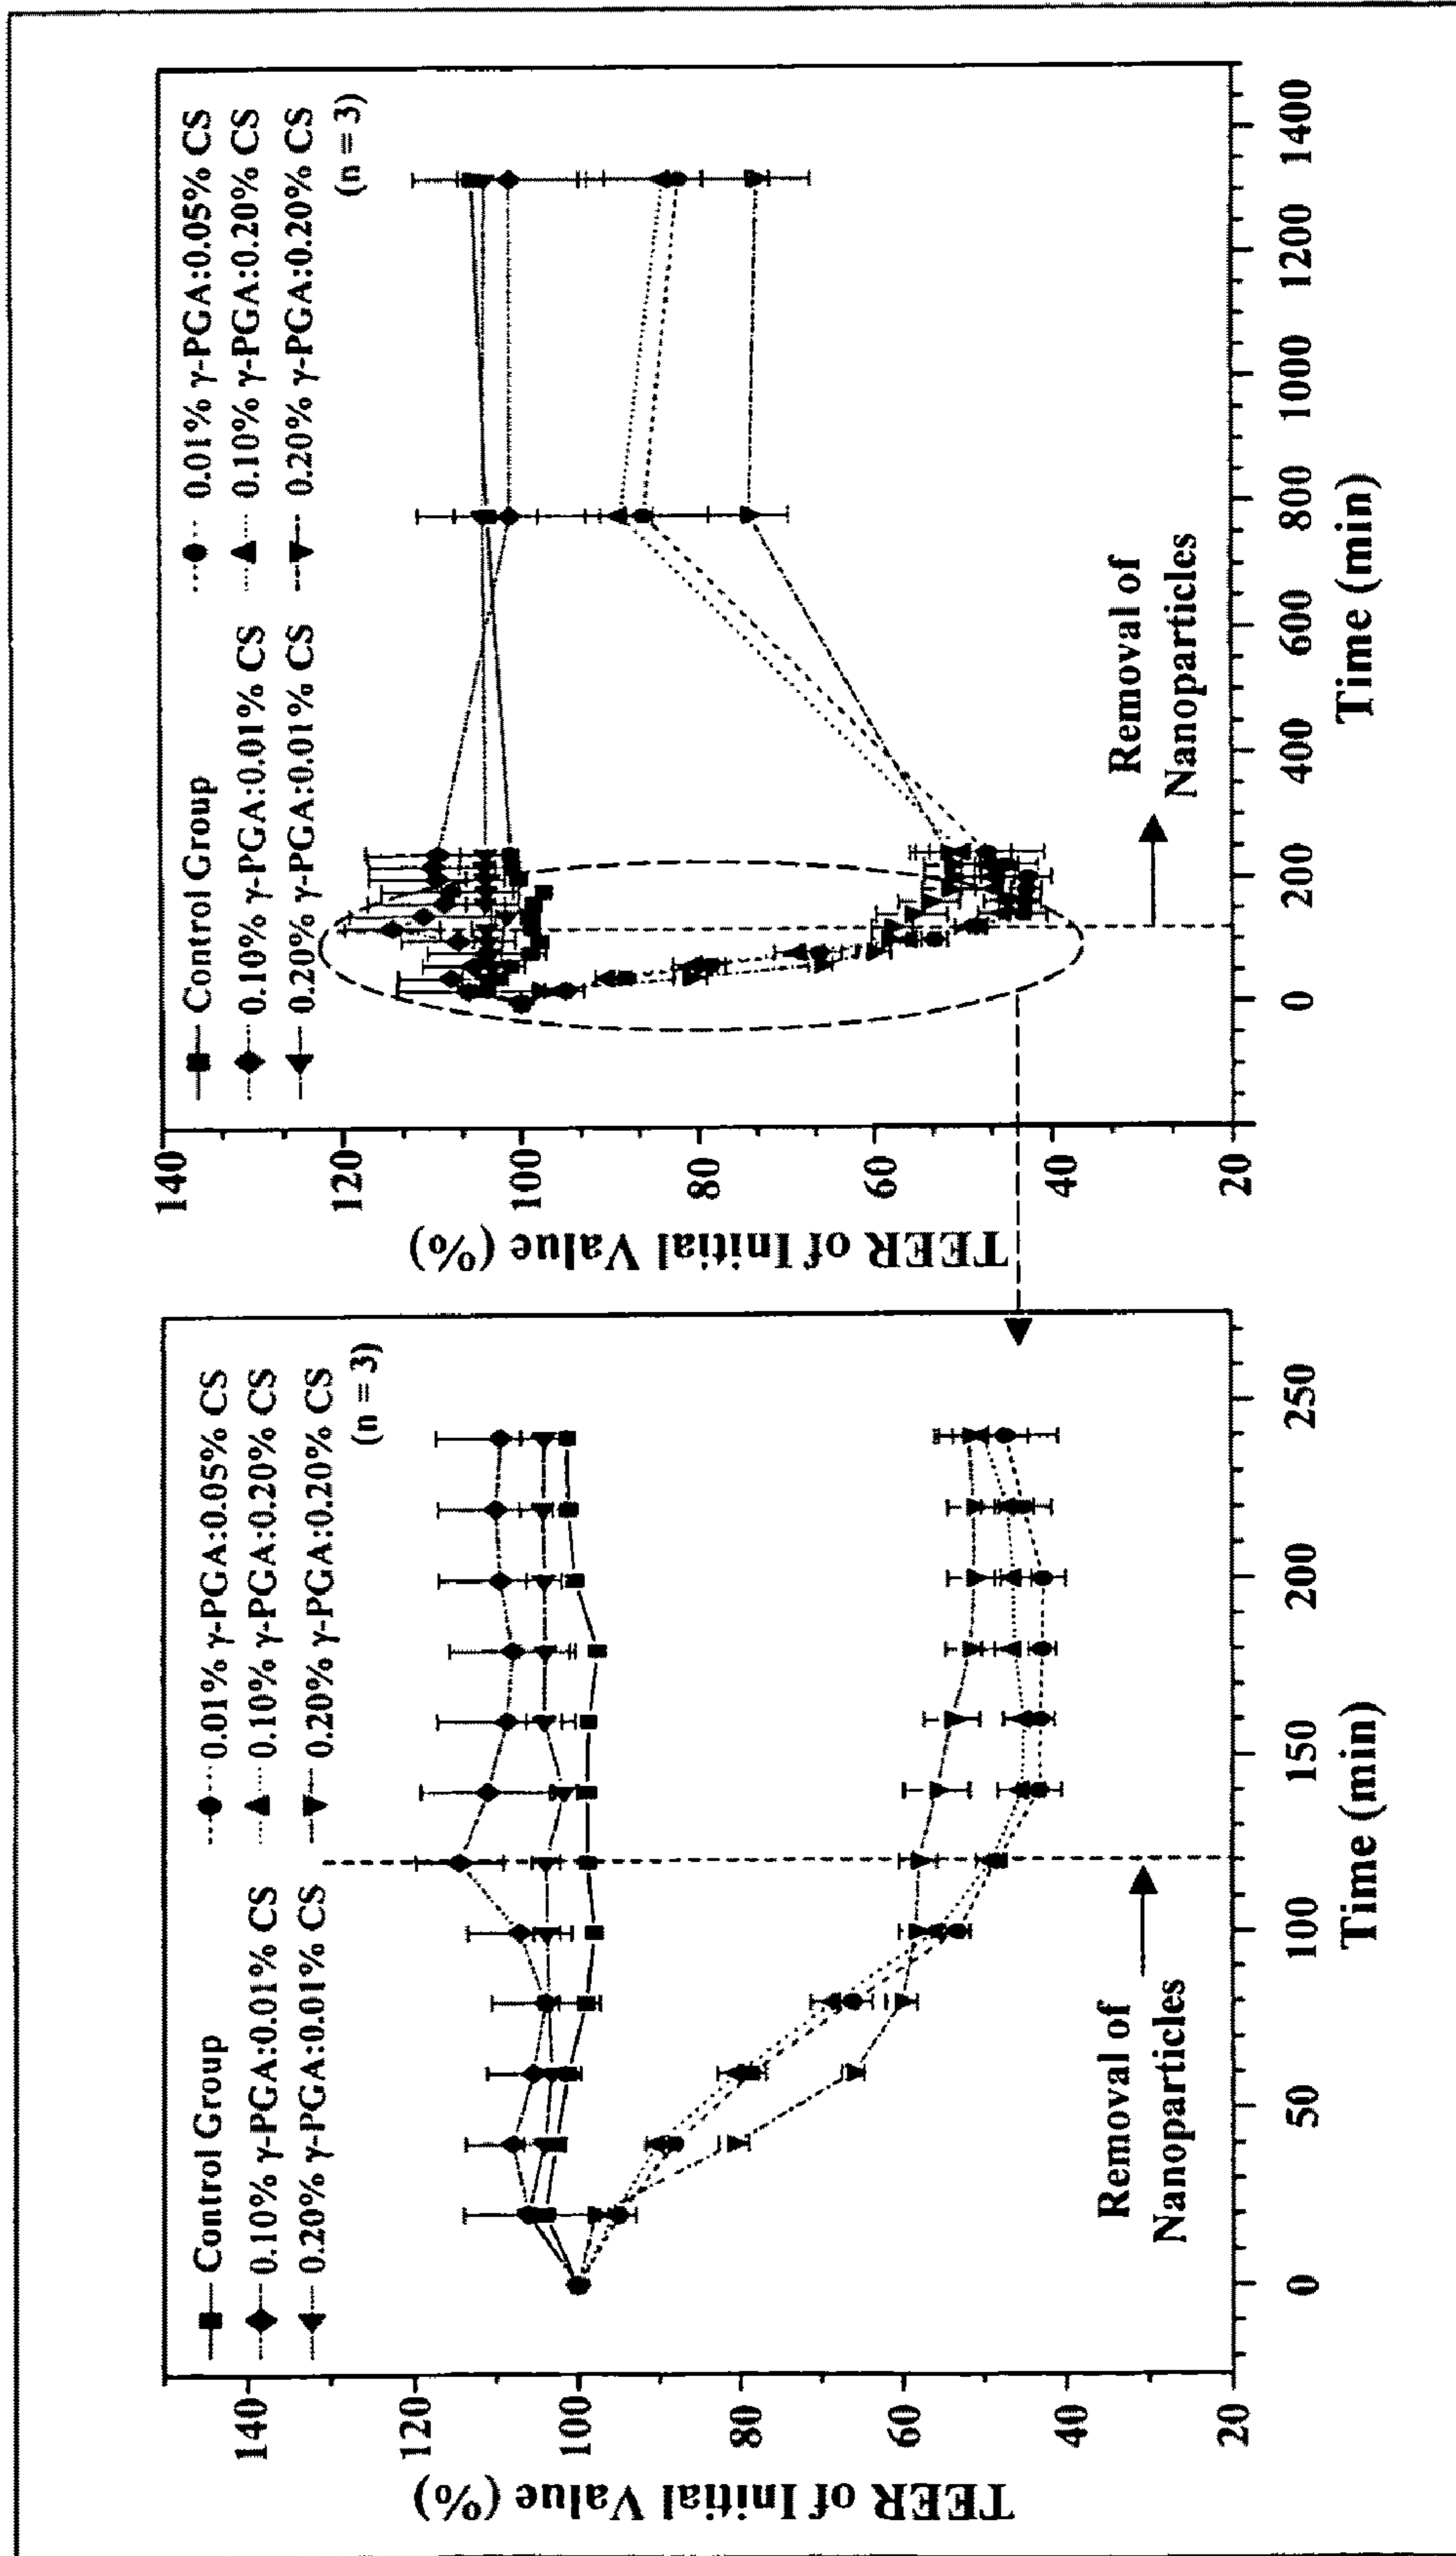 Control Group
0.10% γ-PGA:0.01% CS
0.20% γ-PGA:0.01% CS
0.01% γ-PGA:0.05% CS
0.10% γ-PGA:0.20% CS
0.20% γ-PGA:0.20% CS
(n = 3)
140
120
100
80
60
40
20
TEER of Initial Value (%)
Removal of
Nanoparticles
0
50
100
150
200
250
Time (min)
Control Group
0.10% γ-PGA:0.01% CS
0.20% γ-PGA:0.01% CS
0.01% γ-PGA:0.05% CS
0.10% γ-PGA:0.20% CS
0.20% γ-PGA:0.20% CS
(n = 3)
140
120
100
80
60
40
20
TEER of Initial Value (%)
Removal of
Nanoparticles
0
200
400
600
800
1000
1200
1400
Time (min)